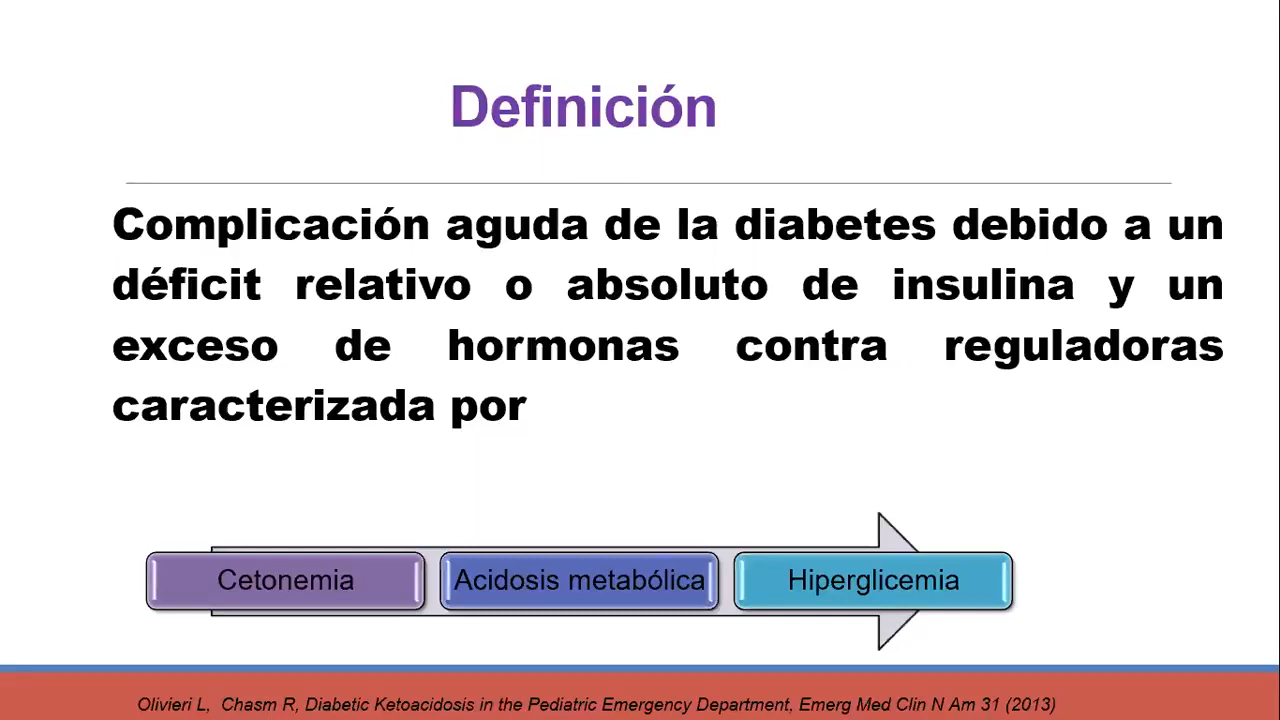 Definición
Complicación aguda de la diabetes debido a un
déficit relativo o absoluto de insulina y un
exceso de hormonas contra reguladoras
caracterizada por
Cetonemia
Acidosis metabólica
Hiperglicemia
Olivieri L, Chasm R, Diabetic Ketoacidosis in the Pediatric Emergency Department, Emerg Med Clin N Am 31 (2013)